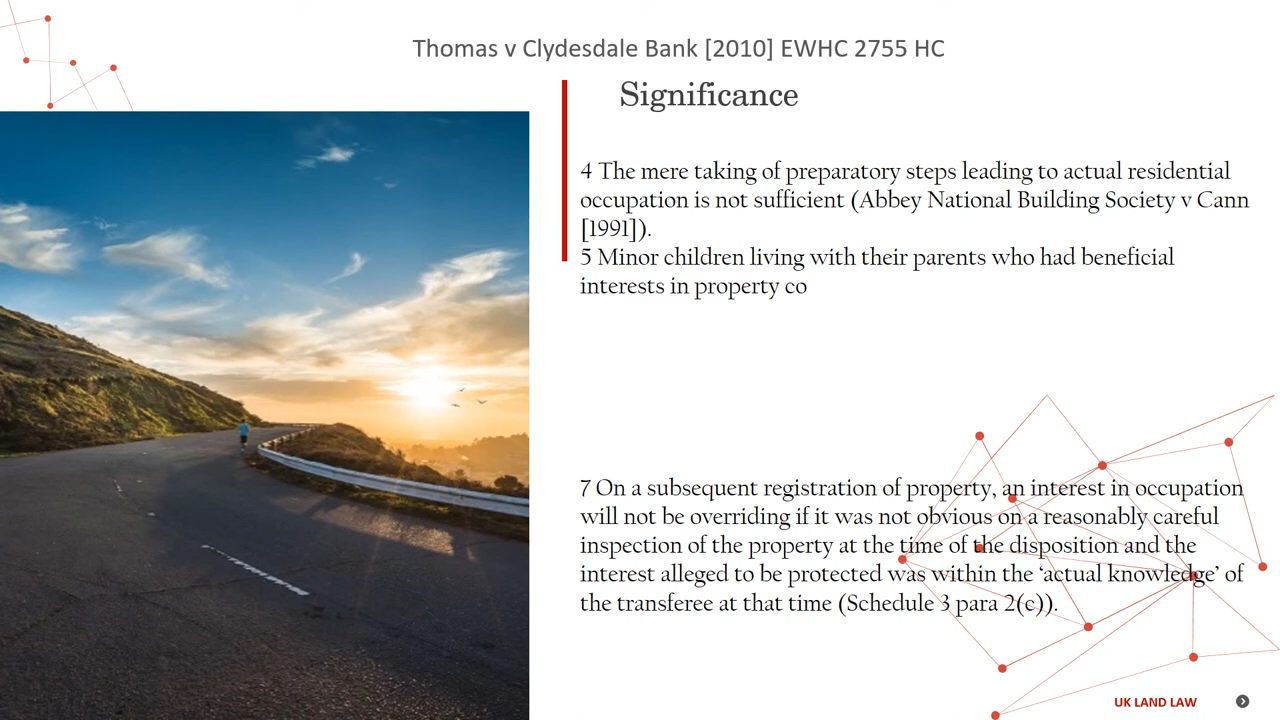 Thomas v Clydesdale Bank [2010] EWHC 2755 HC
Significance
4 The mere taking of preparatory steps leading to actual residential
occupation is not sufficient (Abbey National Building Society v Cann
[1991]).
5 Minor children living with their parents who had beneficial
interests in property co
7 On a subsequent registration of property, an interest in occupation
will not be overriding if it was not obvious on a reasonably careful
inspection of the property at the time of the disposition and the
interest alleged to be protected was within the ‘actual knowledge’ of
the transferee at that time (Schedule 3 para 2(c)).
UK LAND LAW